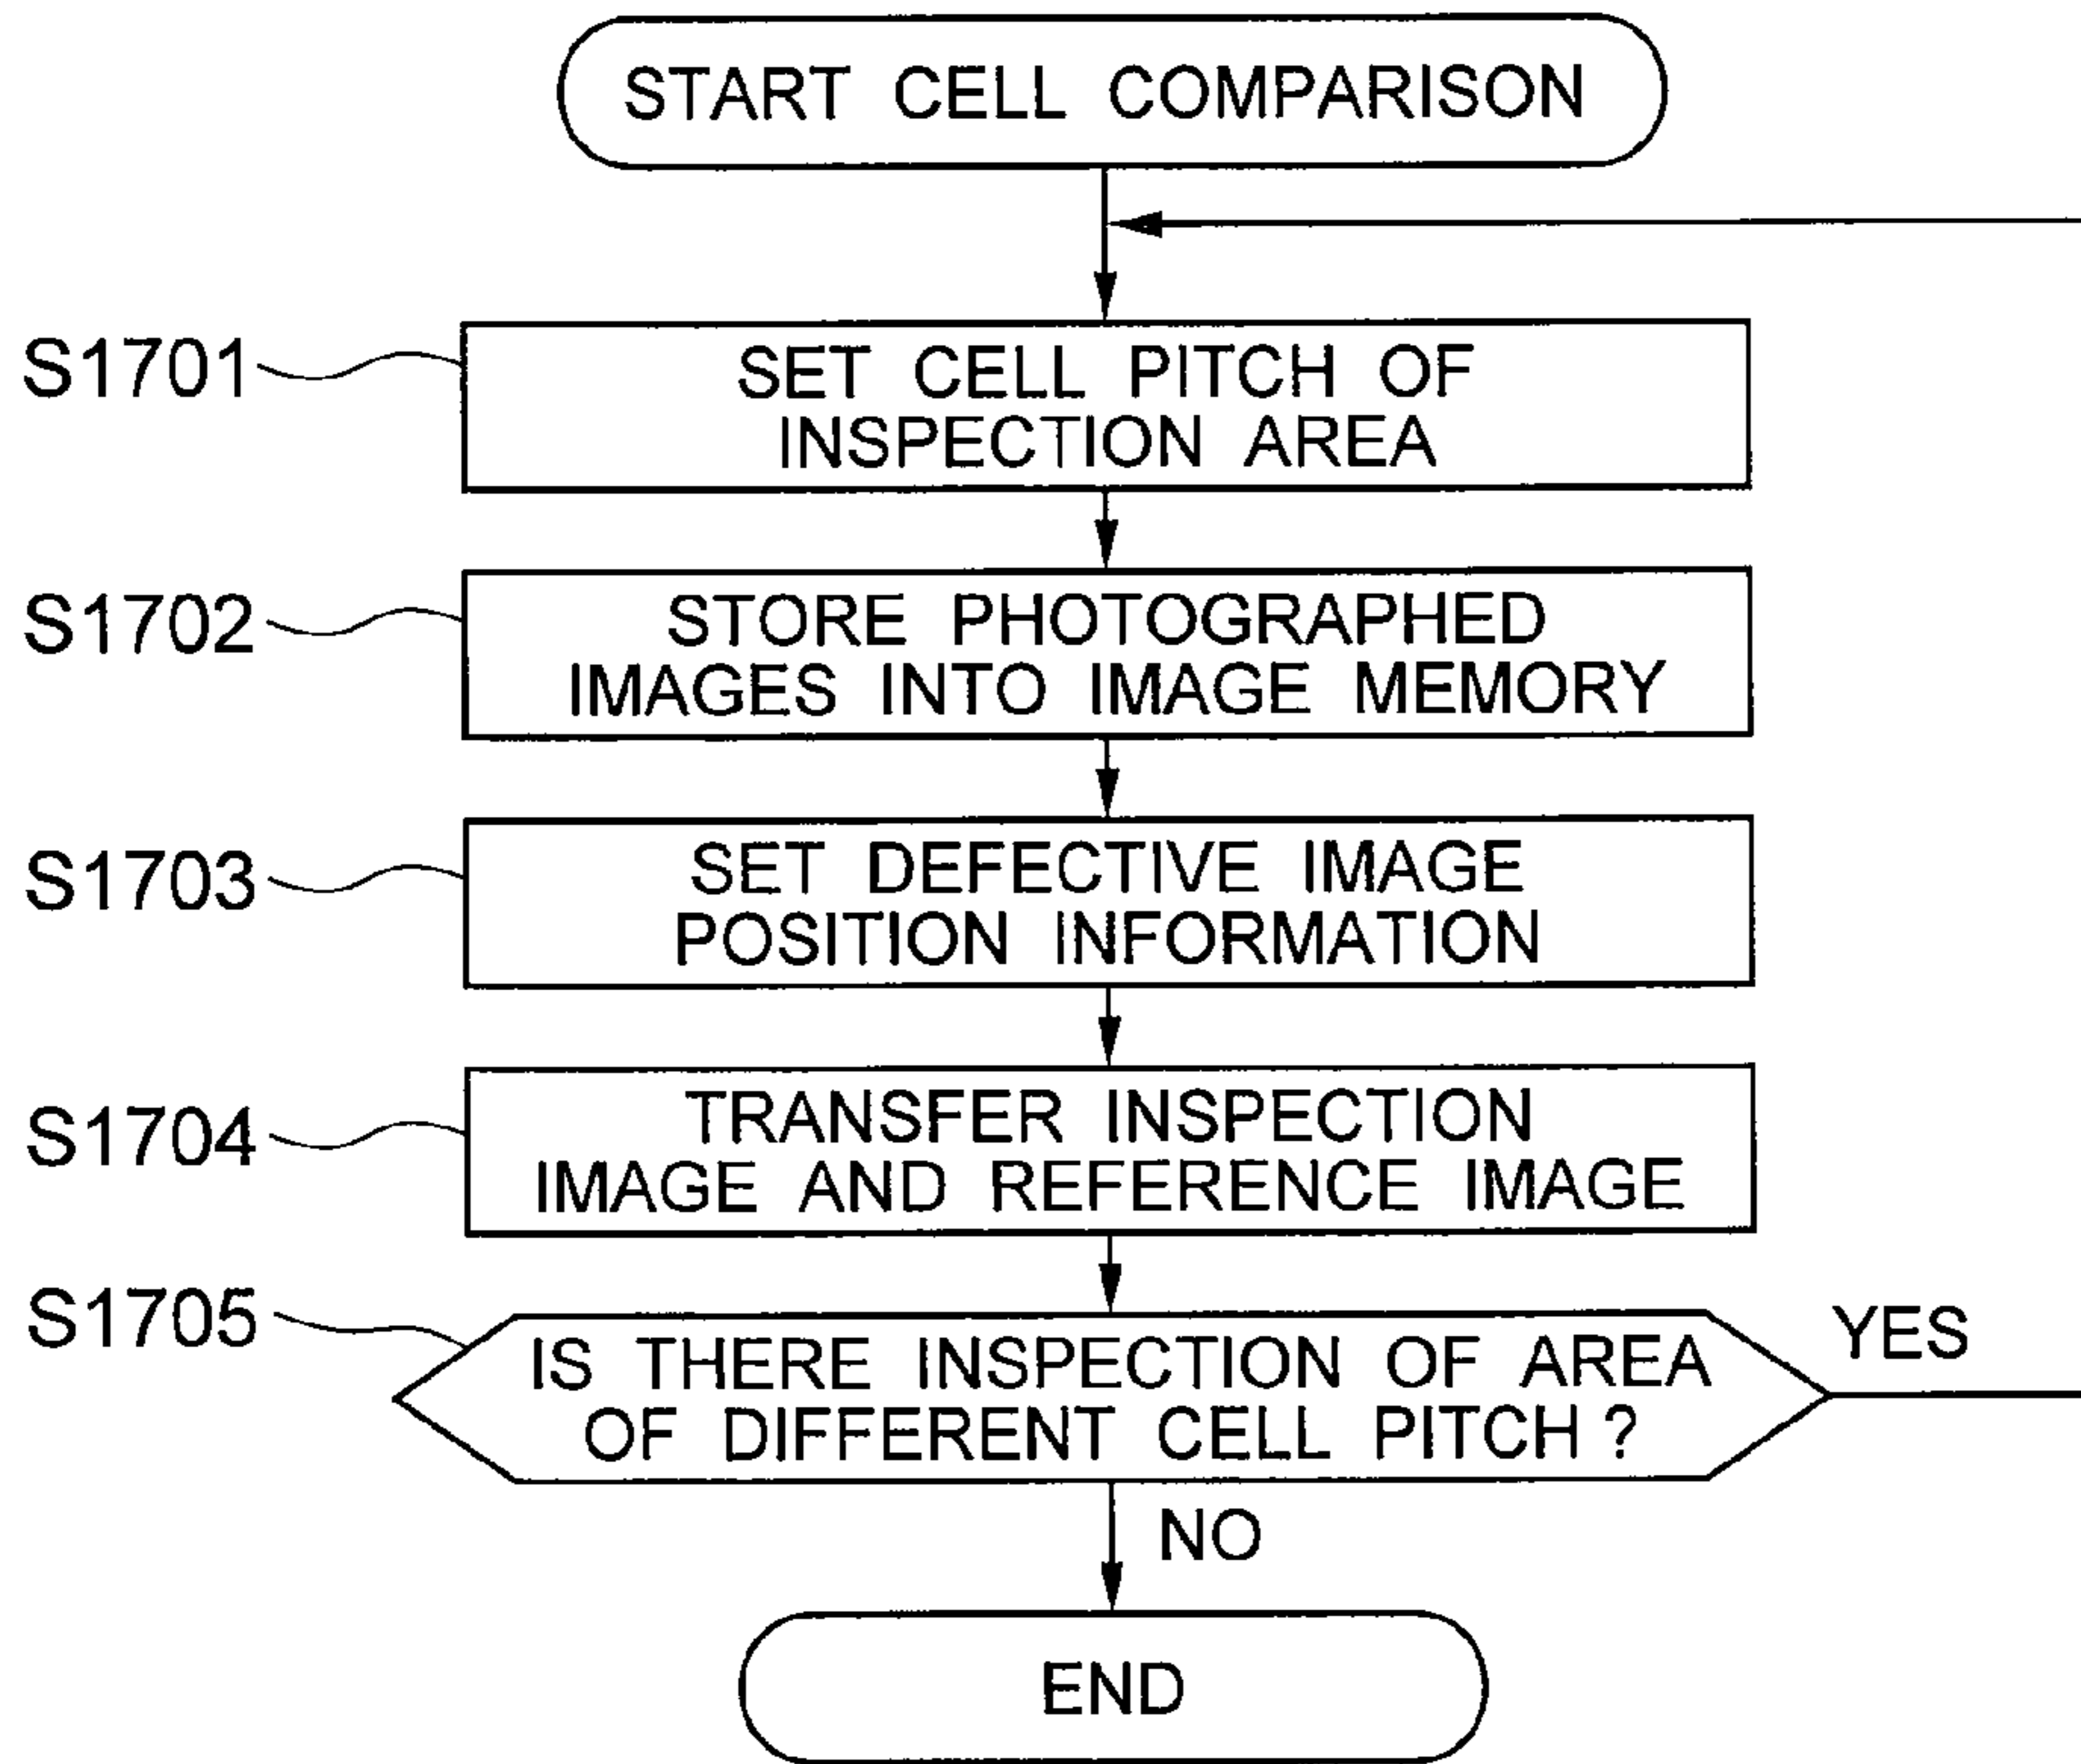 START CELL COMPARISON
S1701
SET CELL PITCH OF
INSPECTION AREA
S1702
STORE PHOTOGRAPHED
IMAGES INTO IMAGE MEMORY
S1703
SET DEFECTIVE IMAGE
POSITION INFORMATION
S1704
TRANSFER INSPECTION
IMAGE AND REFERENCE IMAGE
S1705
IS THERE INSPECTION OF AREA
OF DIFFERENT CELL PITCH ?
YES
NO
END